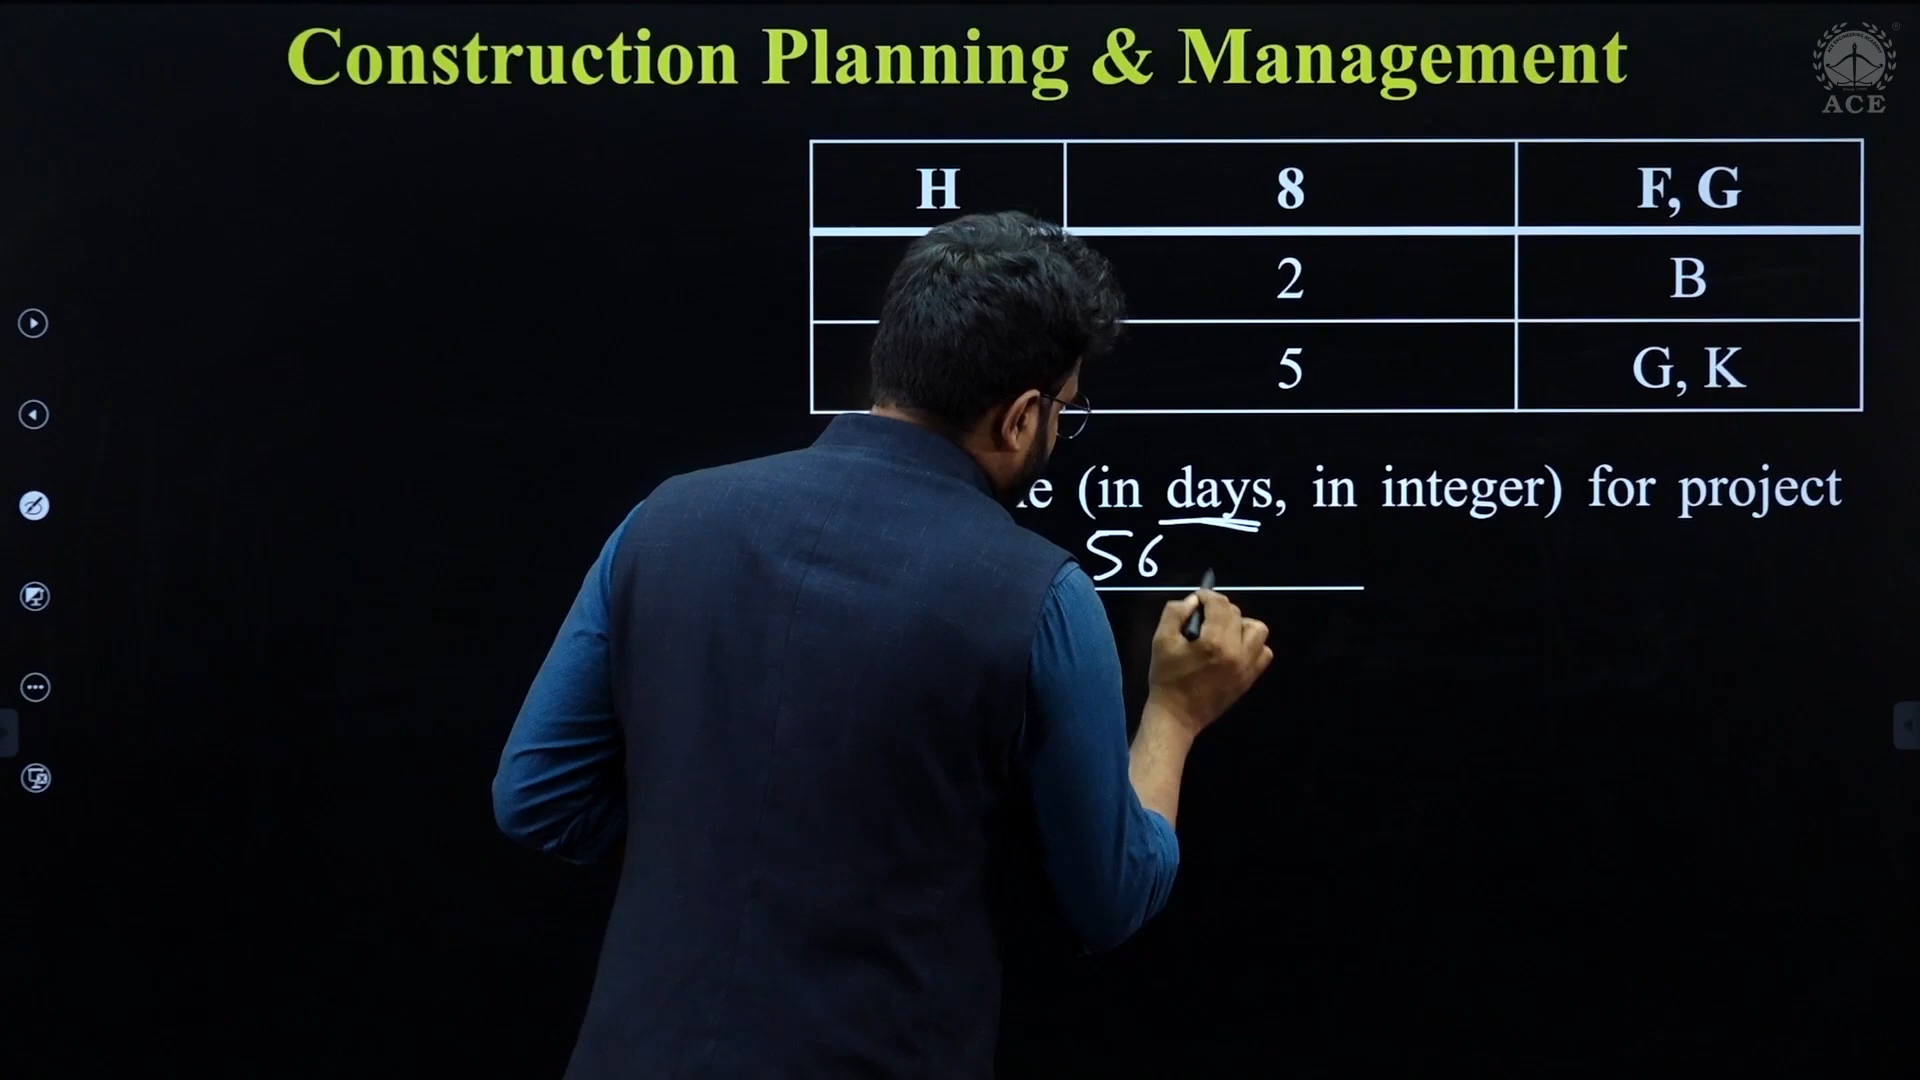 Construction Planning & Management
ACE
H 8 F, G
2 B
5 G, K
(in days, in integer) for project
56